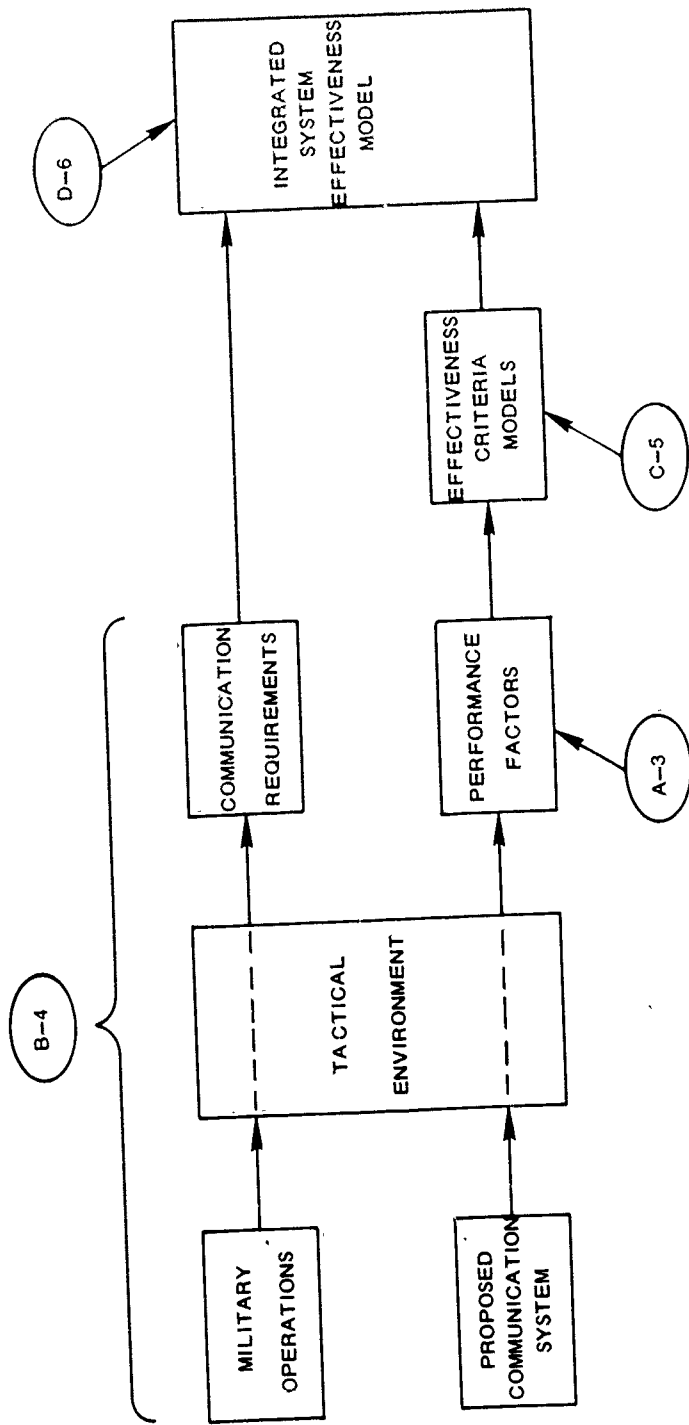 B-4
D-6
MILITARY
OPERATIONS
TACTICAL
ENVIRONMENT
COMMUNICATION
REQUIREMENTS
INTEGRATED
SYSTEM
EFFECTIVENESS
MODEL
PROPOSED
COMMUNICATION
SYSTEM
PERFORMANCE
FACTORS
EFFECTIVENESS
CRITERIA
MODELS
A-3
C-5